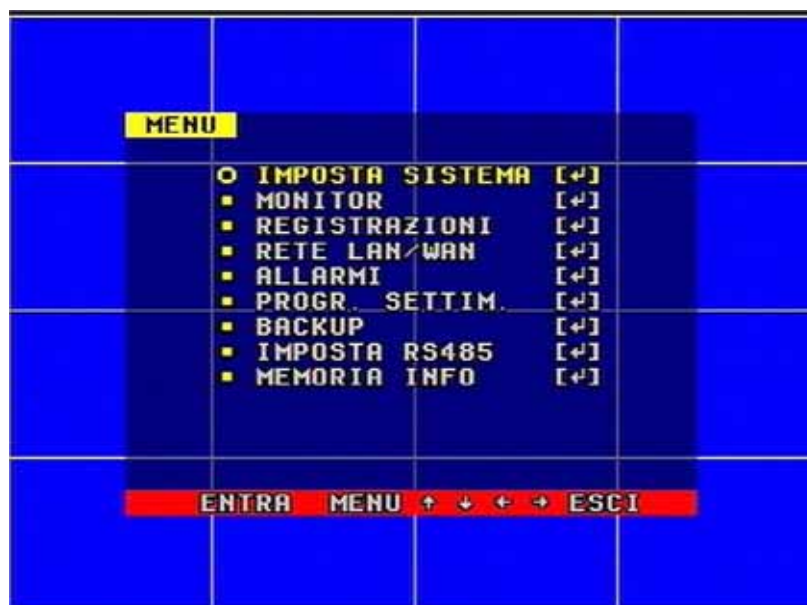 MENU
IMPOSTA SISTEMA [↵]
MONITOR [↵]
REGISTRAZIONI [↵]
RETE LAN/WAN [↵]
ALLARMI [↵]
PROGR. SETTIM. [↵]
BACKUP [↵]
IMPOSTA RS485 [↵]
MEMORIA INFO [↵]
ENTRA MENU ↑ ↓ ← → ESCI